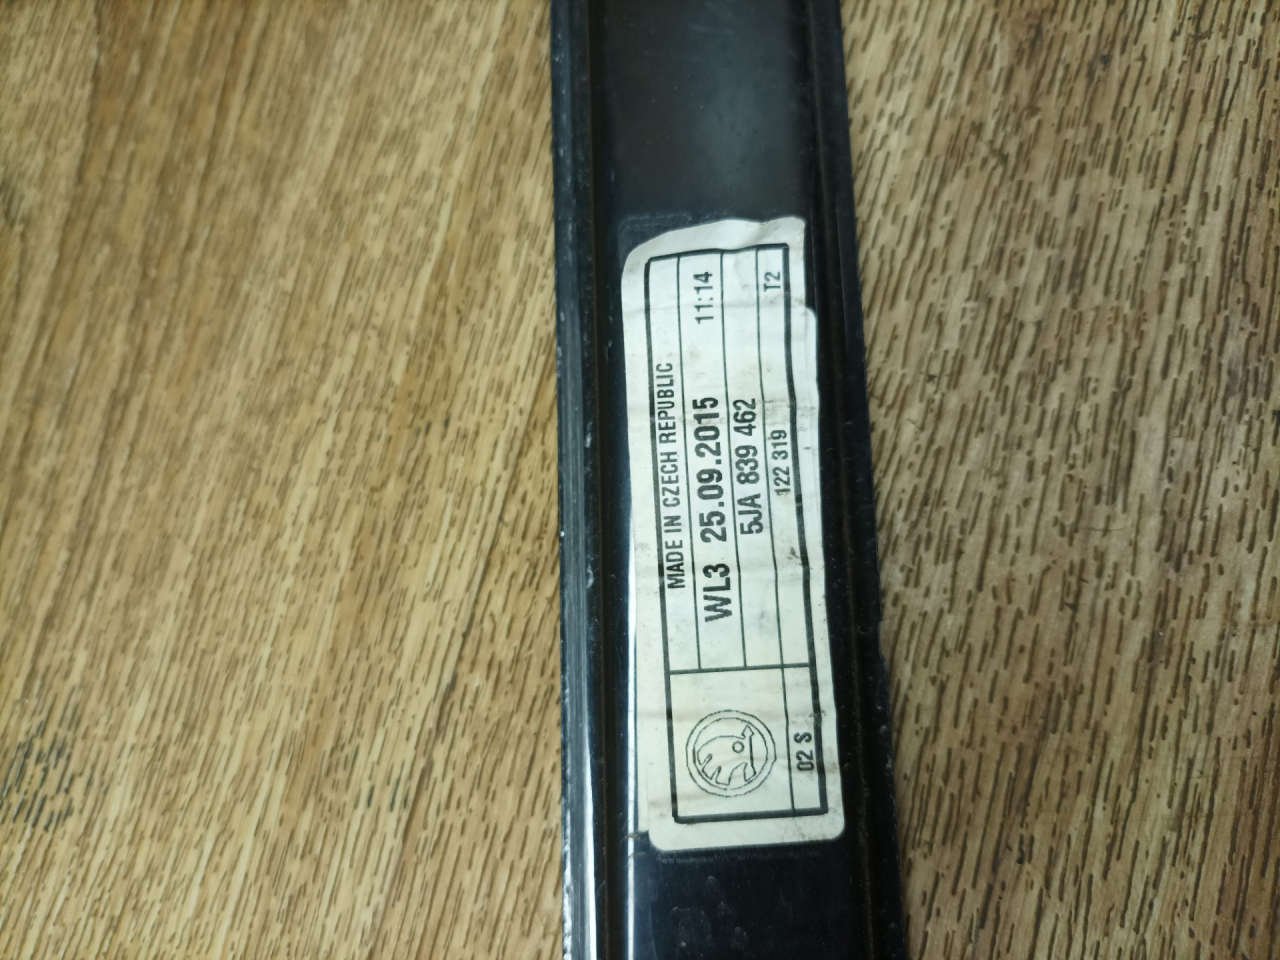 MADE IN CZECH REPUBLIC
WL3 25.09.2015 11:14
5JA 839 462
122 319 T2
02 S